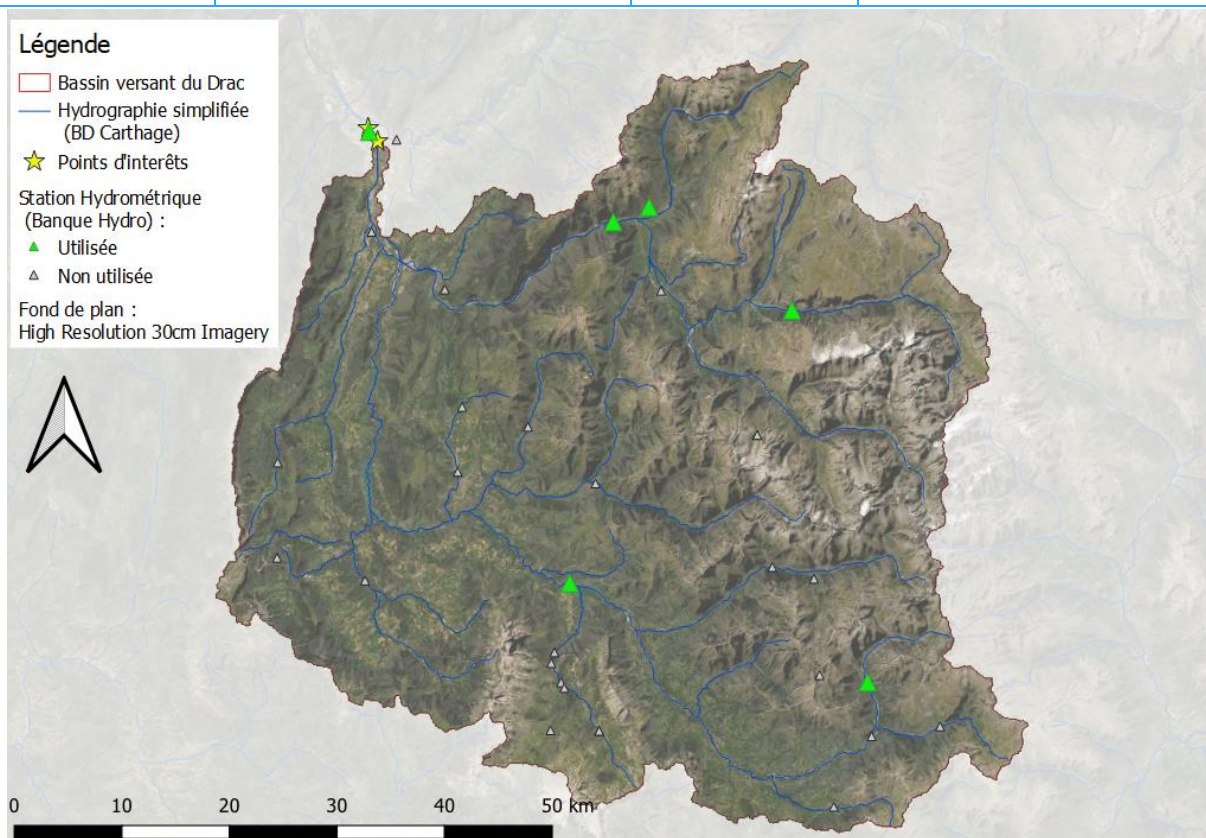 Légende
Bassin versant du Drac
Hydrographie simplifiée
(BD Carthage)
Points d'interêts
Station Hydrométrique
(Banque Hydro) :
Utilisée
Non utilisée
Fond de plan :
High Resolution 30cm Imagery
0 10 20 30 40 50 km